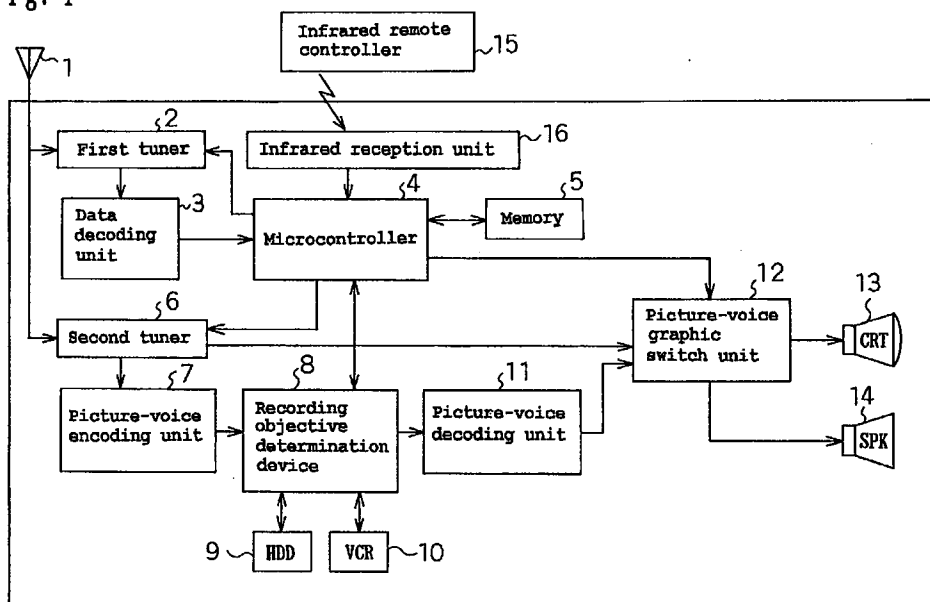 Infrared remote
controller
15
1
2
First tuner
Infrared reception unit
16
3
Data
decoding
unit
4
Microcontroller
5
Memory
6
Second tuner
12
Picture-voice
graphic
switch unit
13
CRT
7
Picture-voice
encoding unit
8
Recording
objective
determination
device
11
Picture-voice
decoding unit
14
SPK
9
HDD
VCR
10